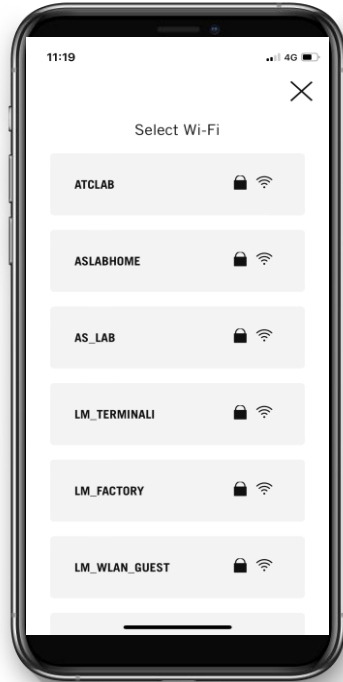 11:19 4G
Select Wi-Fi
ATCLAB
ASLABHOME
AS_LAB
LM_TERMINALI
LM_FACTORY
LM_WLAN_GUEST